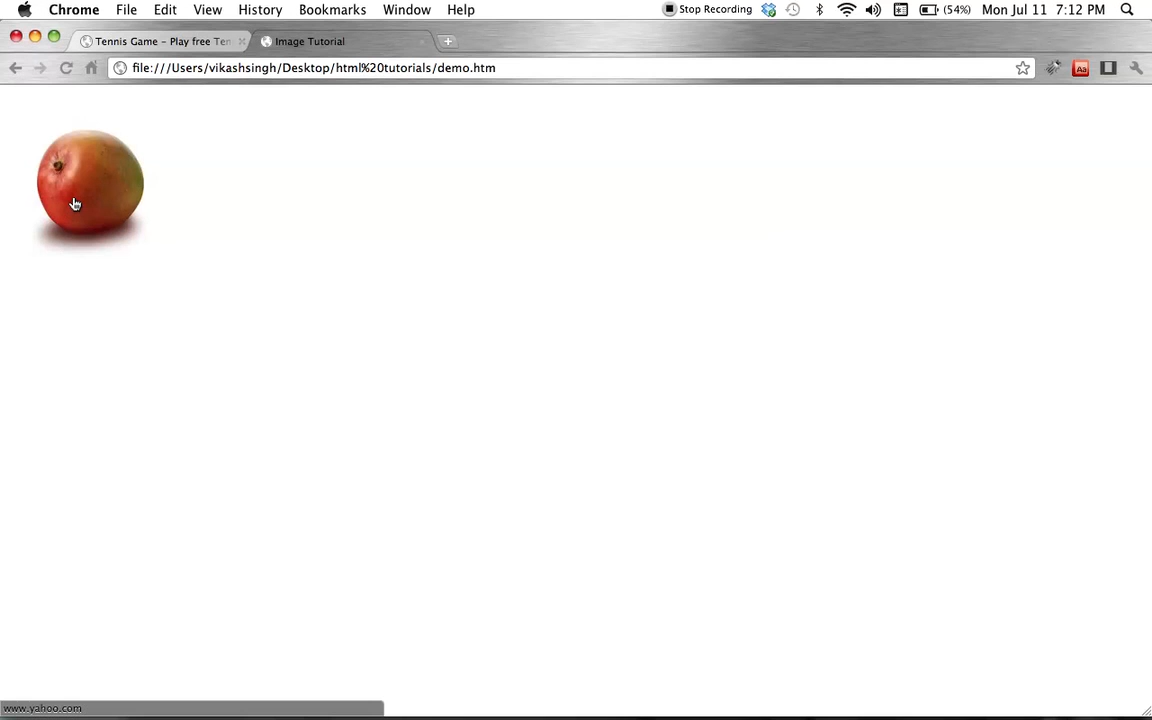 Chrome File Edit View History Bookmarks Window Help Stop Recording (54%) Mon Jul 11 7:12 PM
Tennis Game - Play free Ten Image Tutorial
file:///Users/vikashsingh/Desktop/html%20tutorials/demo.htm Aa
www.yahoo.com